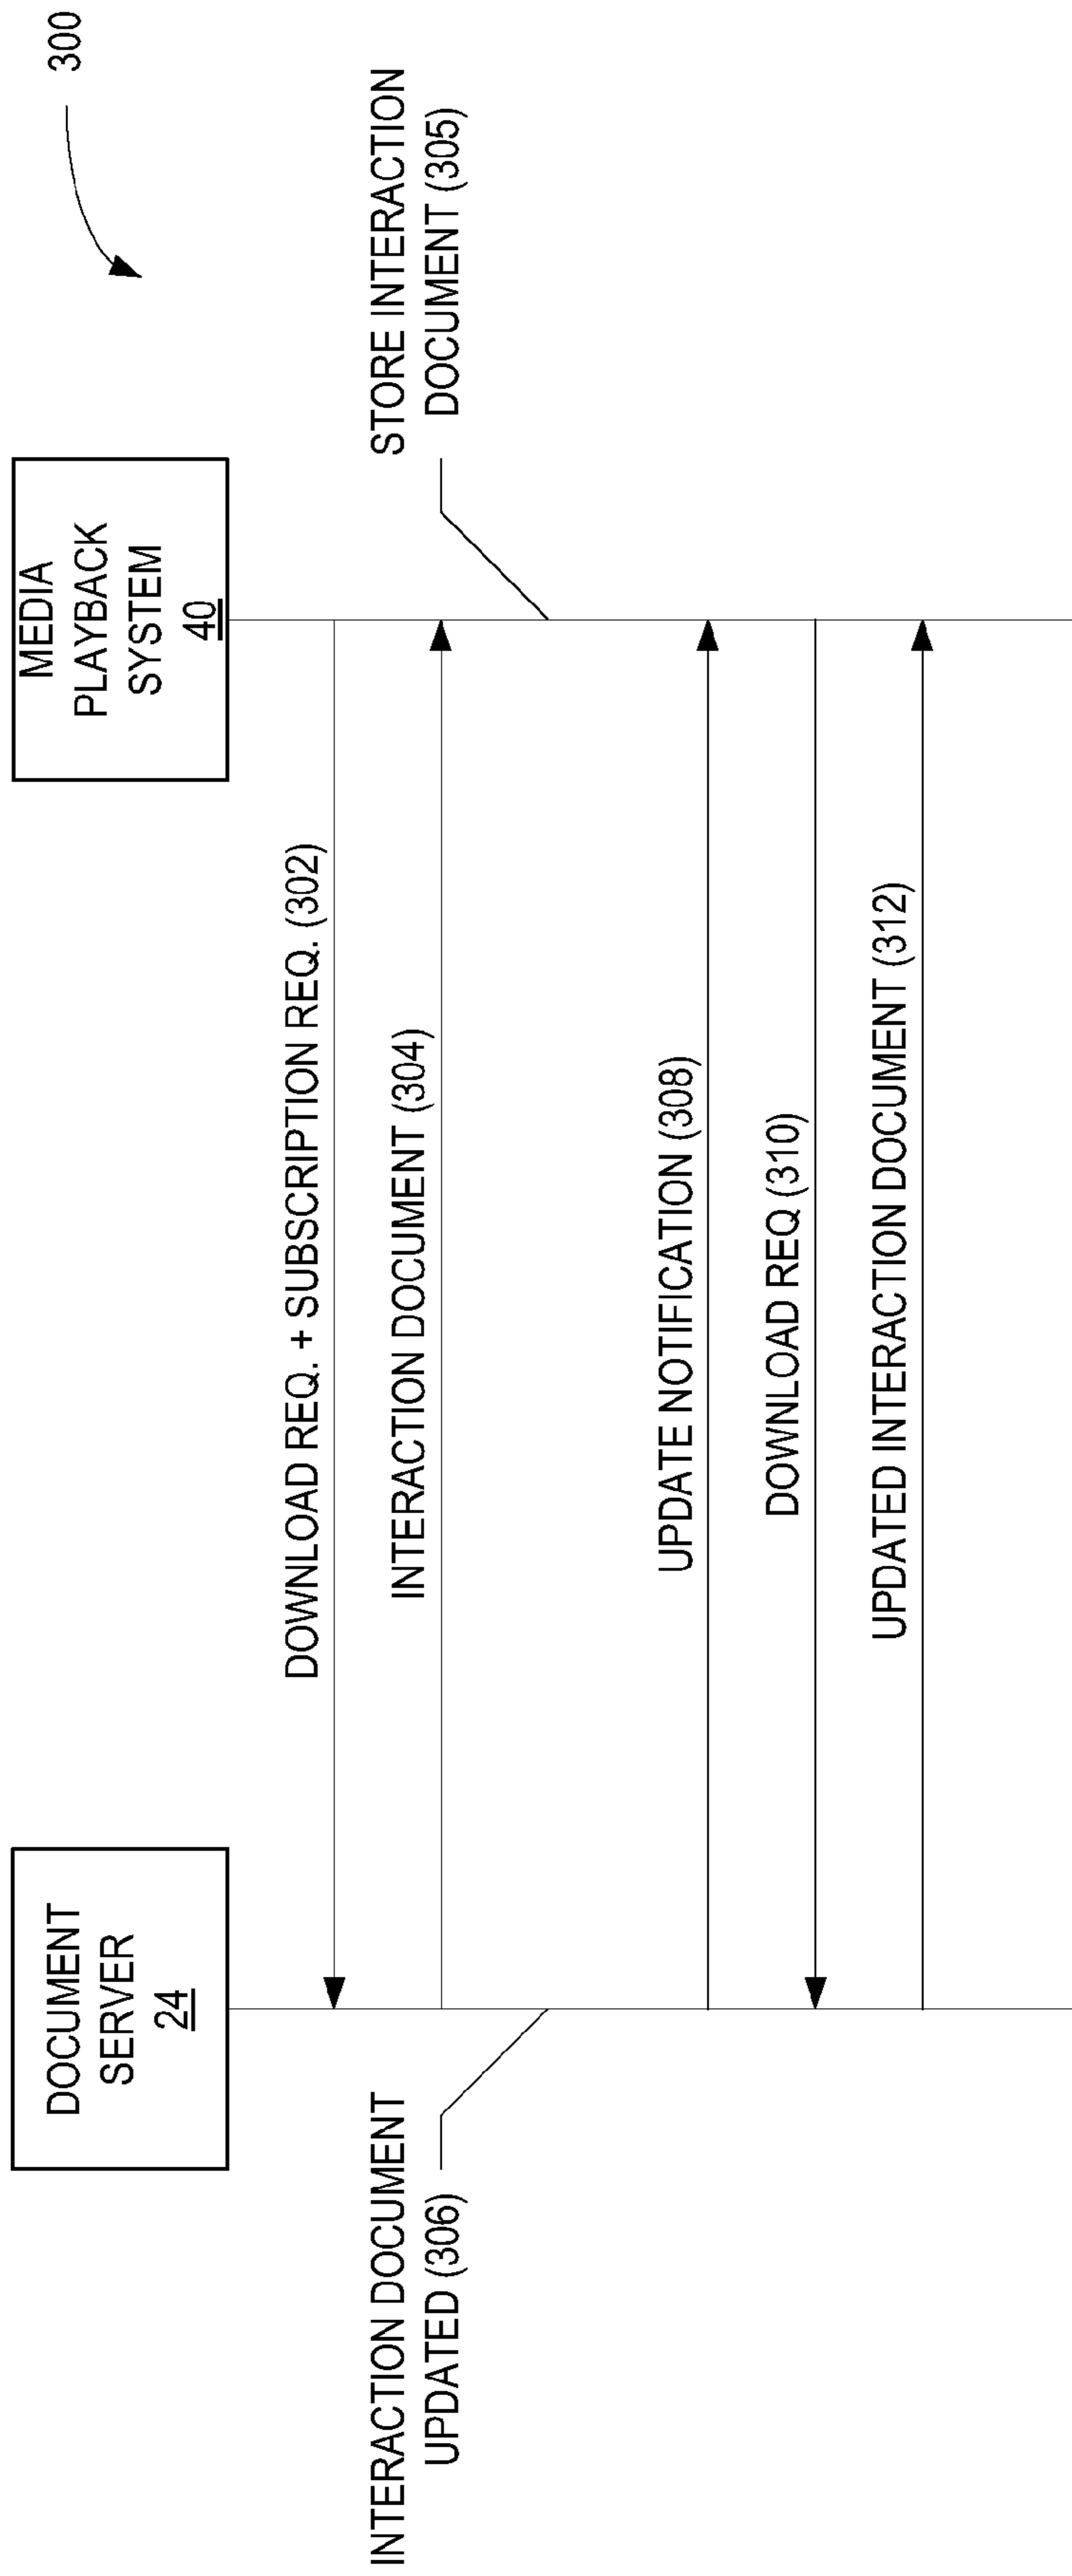 300
DOCUMENT
SERVER
24
MEDIA
PLAYBACK
SYSTEM
40
DOWNLOAD REQ. + SUBSCRIPTION REQ. (302)
INTERACTION DOCUMENT (304)
STORE INTERACTION
DOCUMENT (305)
INTERACTION DOCUMENT
UPDATED (306)
UPDATE NOTIFICATION (308)
DOWNLOAD REQ (310)
UPDATED INTERACTION DOCUMENT (312)